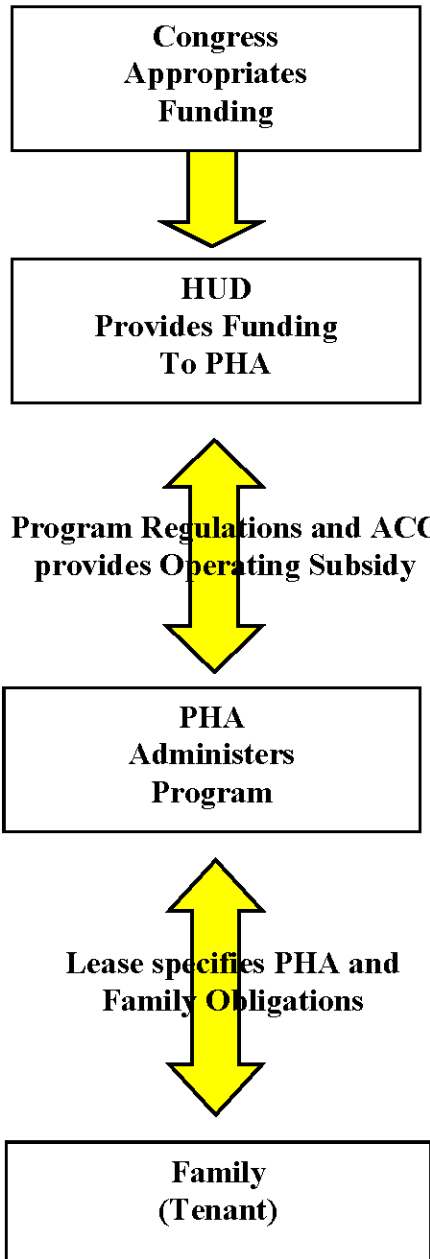 Congress
Appropriates
Funding
HUD
Provides Funding
To PHA
Program Regulations and ACC
provides Operating Subsidy
PHA
Administers
Program
Lease specifies PHA and
Family Obligations
Family
(Tenant)